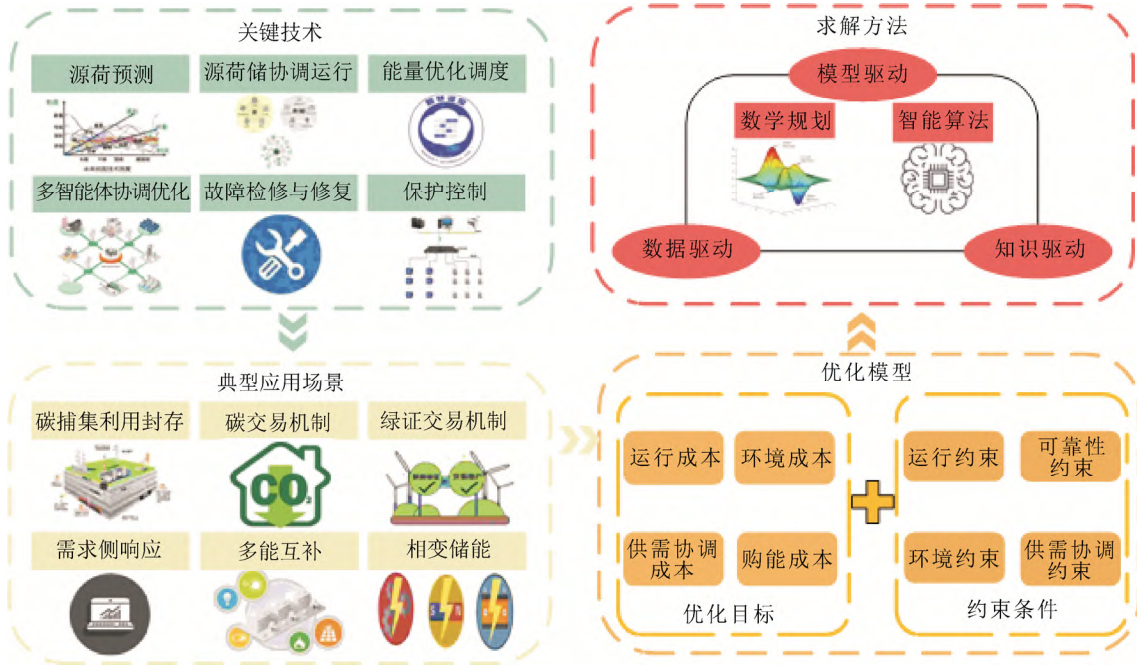 关键技术
源荷预测
源荷储协调运行
能量优化调度
多智能体协调优化
故障检修与修复
保护控制
典型应用场景
碳捕集利用封存
碳交易机制
绿证交易机制
CO2
需求侧响应
多能互补
相变储能
S N
求解方法
模型驱动
数学规划
智能算法
数据驱动
知识驱动
优化模型
运行成本
环境成本
供需协调
成本
购能成本
优化目标
运行约束
可靠性
约束
环境约束
供需协调
约束
约束条件